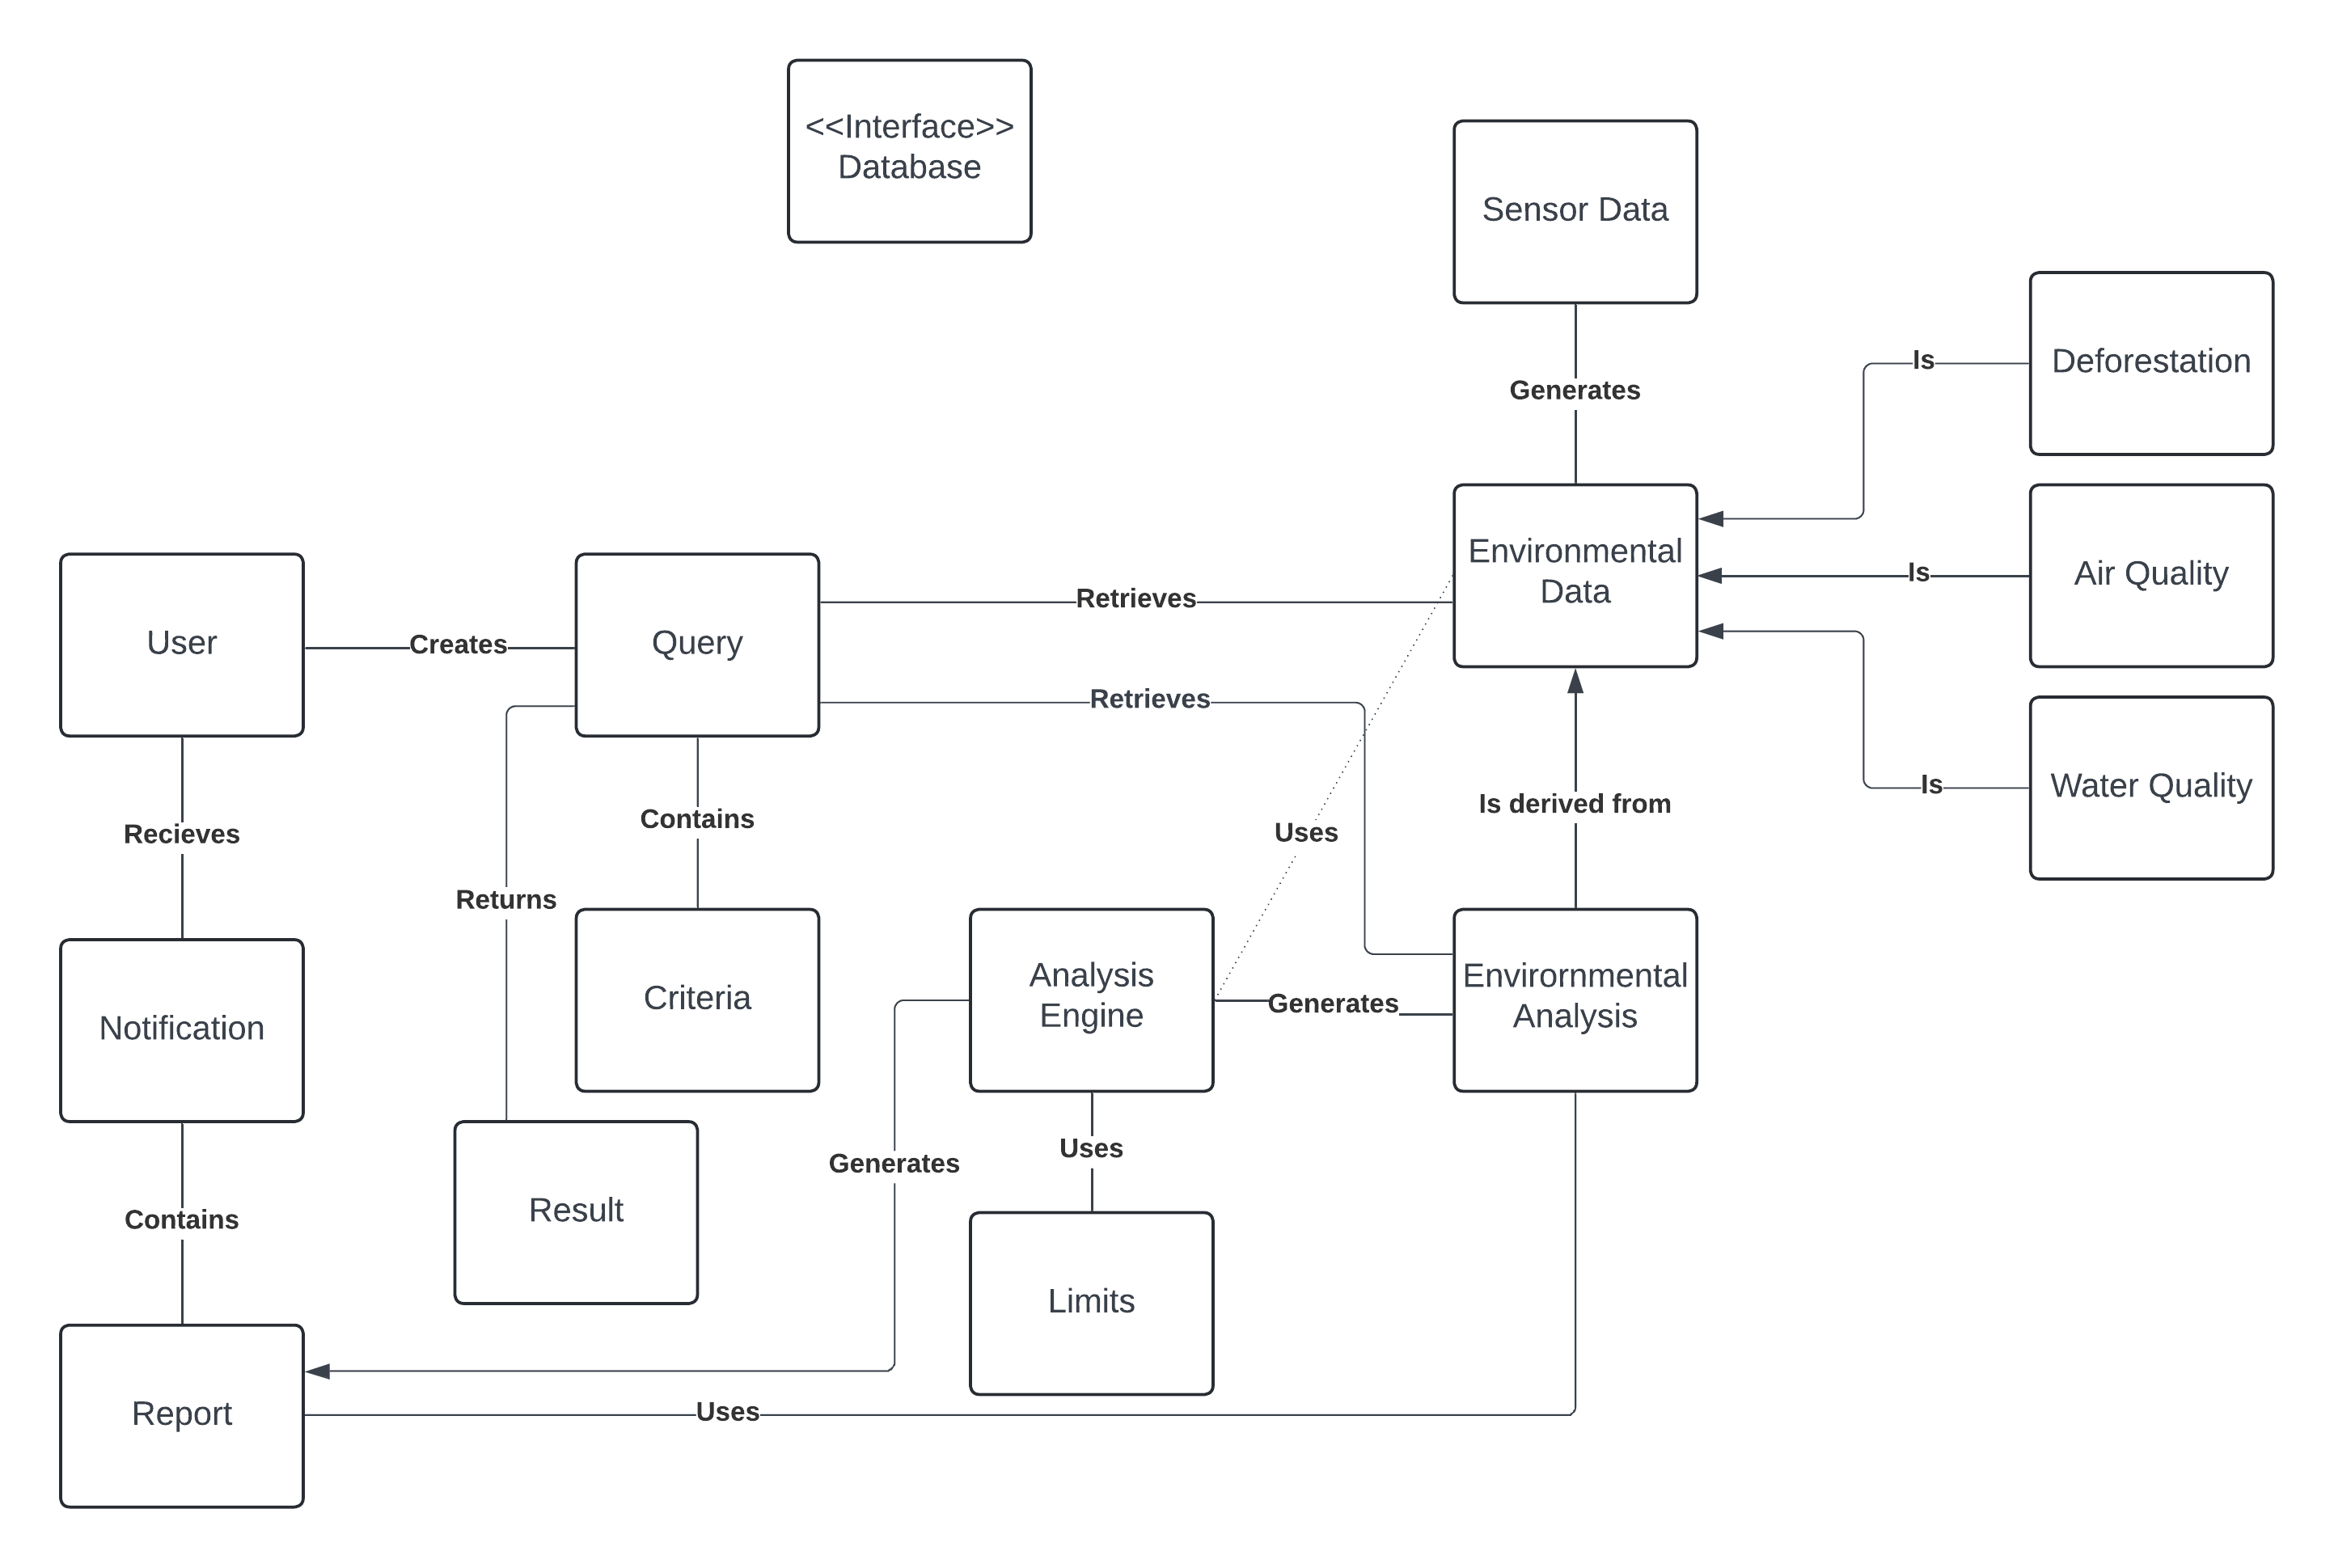 <<Interface>>
Database
Sensor Data
Deforestation
Is
Generates
Environmental
Data
Air Quality
Is
User
Creates
Query
Retrieves
Retrieves
Water Quality
Is
Recieves
Contains
Uses
Is derived from
Returns
Notification
Criteria
Analysis
Engine
Generates
Envirornmental
Analysis
Contains
Result
Generates
Uses
Limits
Report
Uses